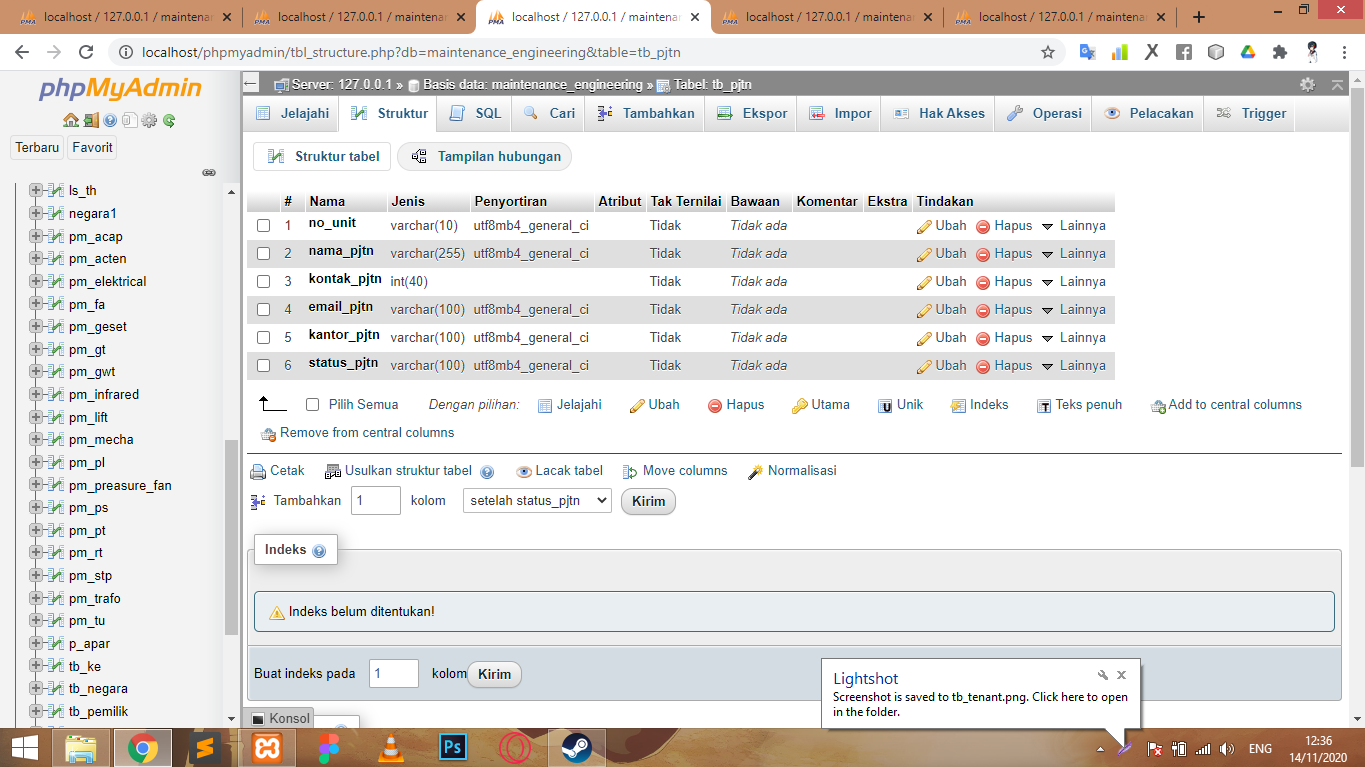 localhost / 127.0.0.1 / maintenan
localhost / 127.0.0.1 / maintenan
localhost / 127.0.0.1 / maintenan
localhost / 127.0.0.1 / maintenan
localhost / 127.0.0.1 / maintenan
localhost/phpmyadmin/tbl_structure.php?db=maintenance_engineering&table=tb_pjtn
phpMyAdmin
Terbaru Favorit
ls_th
negara1
pm_acap
pm_acten
pm_elektrical
pm_fa
pm_geset
pm_gt
pm_gwt
pm_infrared
pm_lift
pm_mecha
pm_pl
pm_preasure_fan
pm_ps
pm_pt
pm_rt
pm_stp
pm_trafo
pm_tu
p_apar
tb_ke
tb_negara
tb_pemilik
Server: 127.0.0.1 » Basis data: maintenance_engineering » Tabel: tb_pjtn
Jelajahi Struktur SQL Cari Tambahkan Ekspor Impor Hak Akses Operasi Pelacakan Trigger
Struktur tabel Tampilan hubungan
# Nama Jenis Penyortiran Atribut Tak Ternilai Bawaan Komentar Ekstra Tindakan
1 no_unit varchar(10) utf8mb4_general_ci Tidak Tidak ada Ubah Hapus Lainnya
2 nama_pjtn varchar(255) utf8mb4_general_ci Tidak Tidak ada Ubah Hapus Lainnya
3 kontak_pjtn int(40) Tidak Tidak ada Ubah Hapus Lainnya
4 email_pjtn varchar(100) utf8mb4_general_ci Tidak Tidak ada Ubah Hapus Lainnya
5 kantor_pjtn varchar(100) utf8mb4_general_ci Tidak Tidak ada Ubah Hapus Lainnya
6 status_pjtn varchar(100) utf8mb4_general_ci Tidak Tidak ada Ubah Hapus Lainnya
Pilih Semua Dengan pilihan: Jelajahi Ubah Hapus Utama Unik Indeks Teks penuh Add to central columns
Remove from central columns
Cetak Usulkan struktur tabel Lacak tabel Move columns Normalisasi
Tambahkan 1 kolom setelah status_pjtn Kirim
Indeks
Indeks belum ditentukan!
Buat indeks pada 1 kolom Kirim
Konsol
Lightshot
Screenshot is saved to tb_tenant.png. Click here to open
in the folder.
Ps
ENG
12:36
14/11/2020